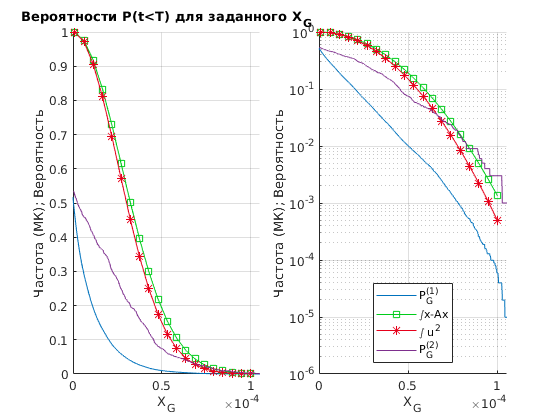 Вероятности P(t<T) для заданного X_G
Частота (МК); Вероятность
1
0.9
0.8
0.7
0.6
0.5
0.4
0.3
0.2
0.1
0
0 0.5 1
X_G ×10^-4
Частота (МК); Вероятность
10^0
10^-1
10^-2
10^-3
10^-4
10^-5
10^-6
P_G^(1)
∫x-Ax
∫u^2
P_G^(2)
0 0.5 1
X_G ×10^-4